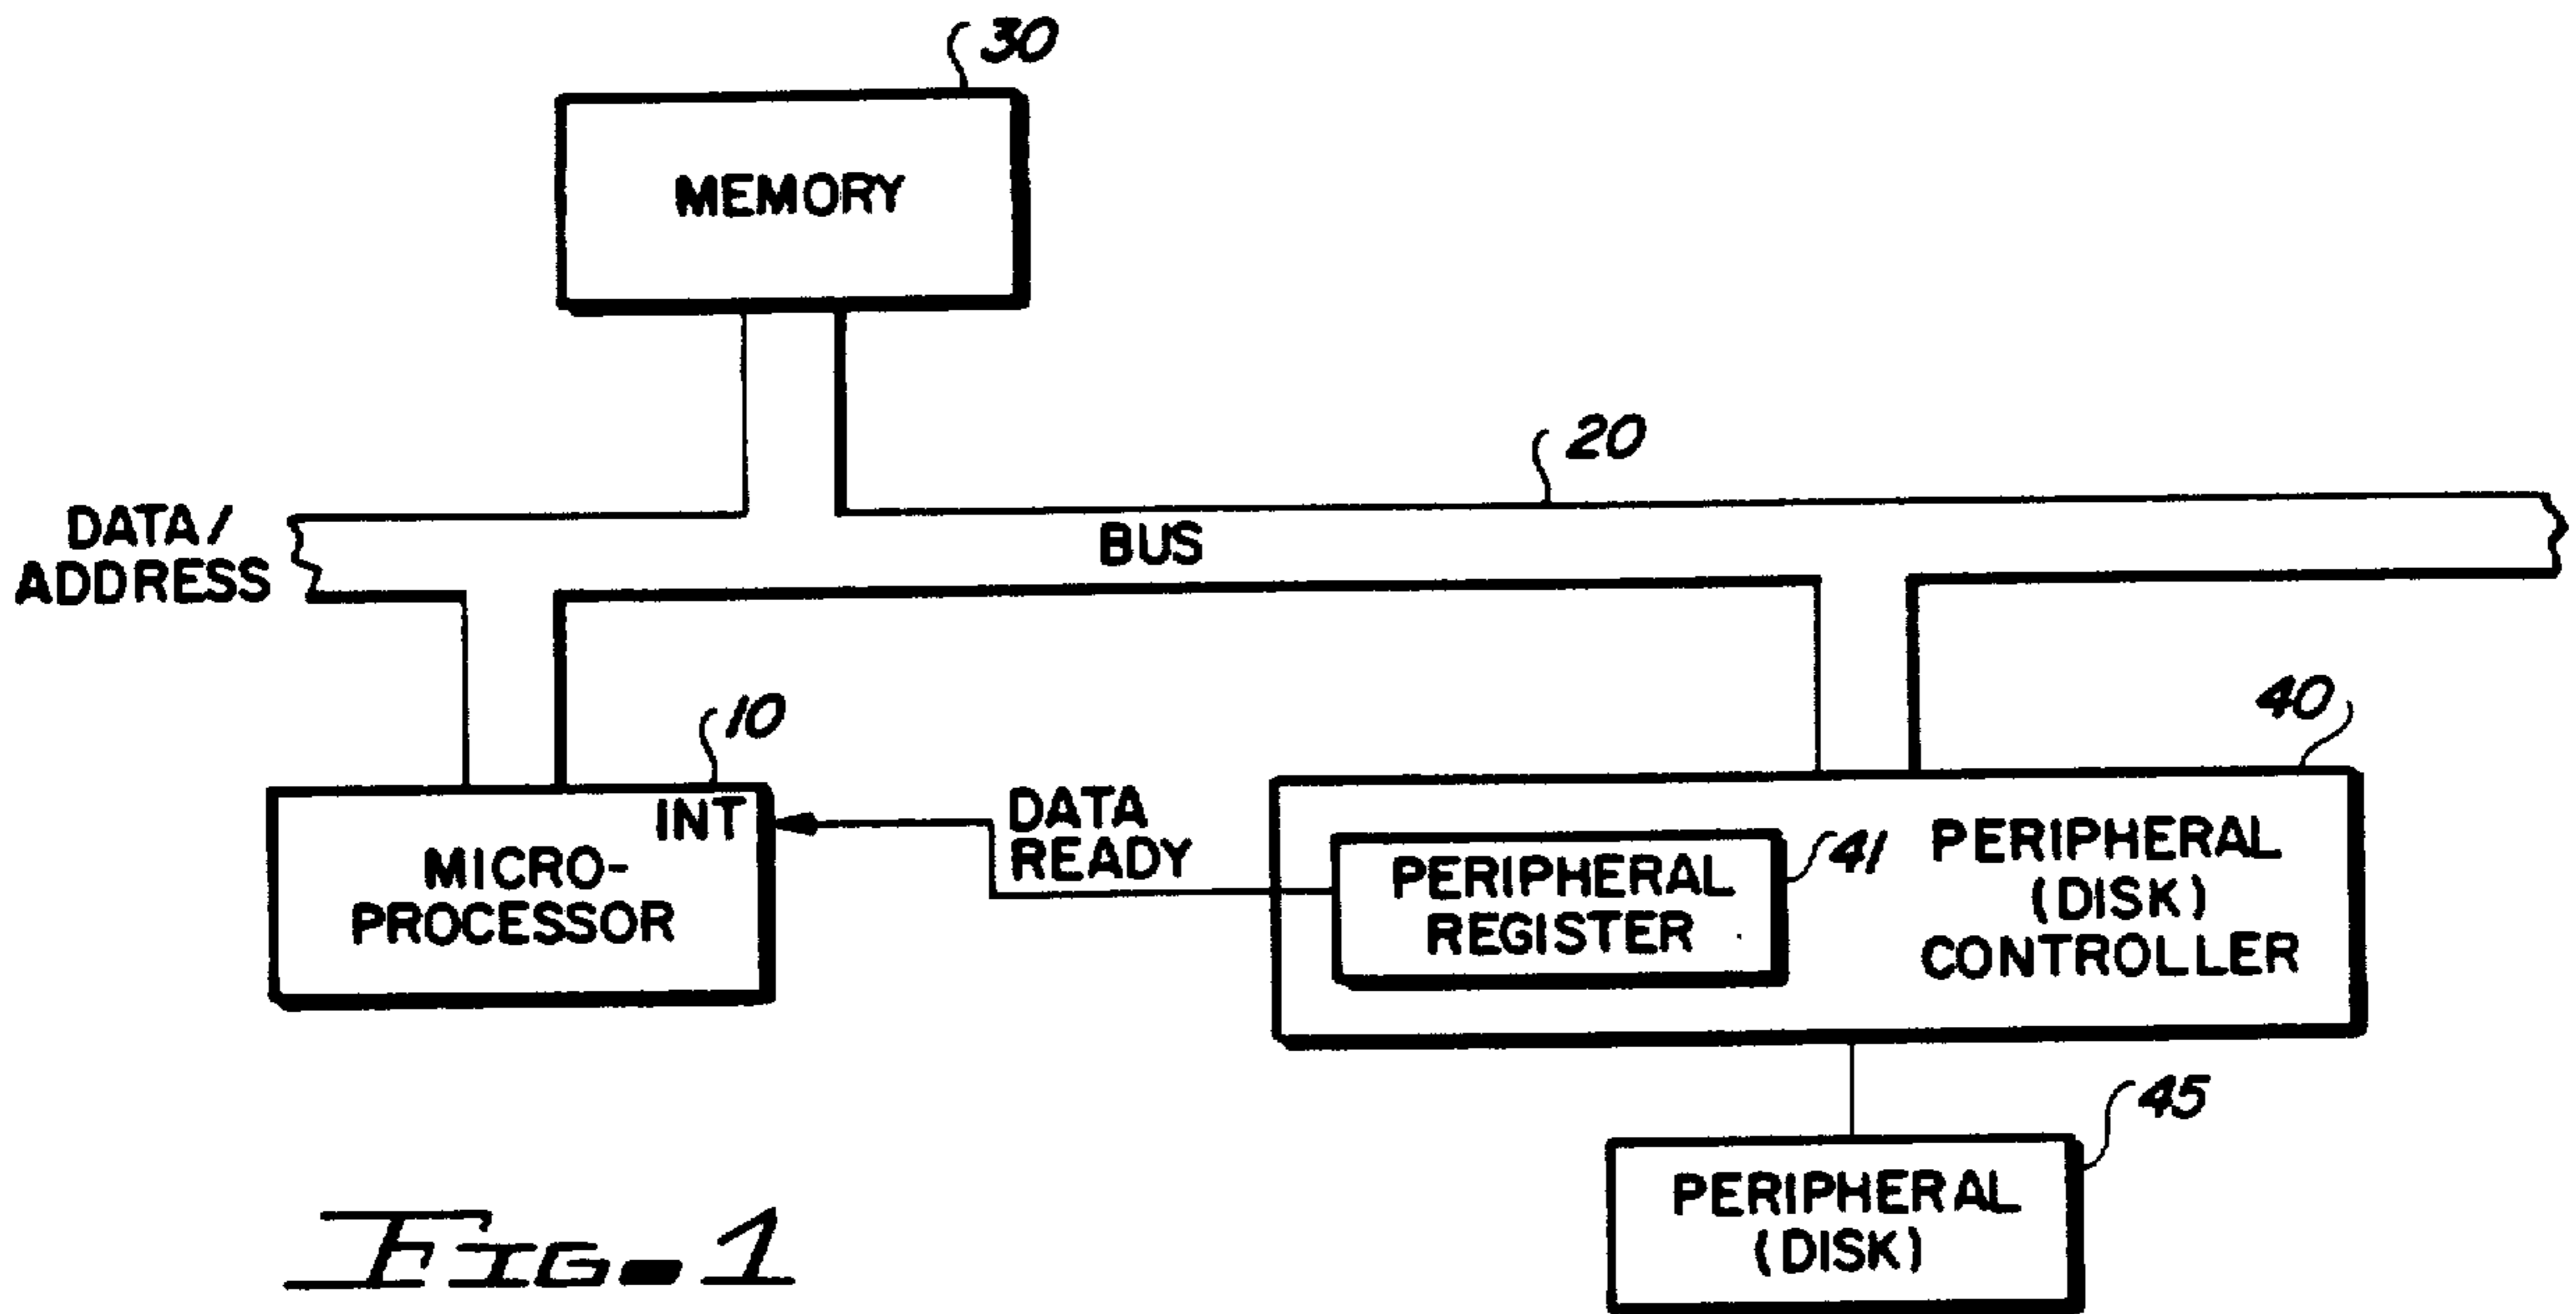 30
MEMORY
20
DATA/
ADDRESS
BUS
10
INT
MICRO-
PROCESSOR
DATA
READY
40
PERIPHERAL
REGISTER
41
PERIPHERAL
(DISK)
CONTROLLER
45
PERIPHERAL
(DISK)
FIG-1